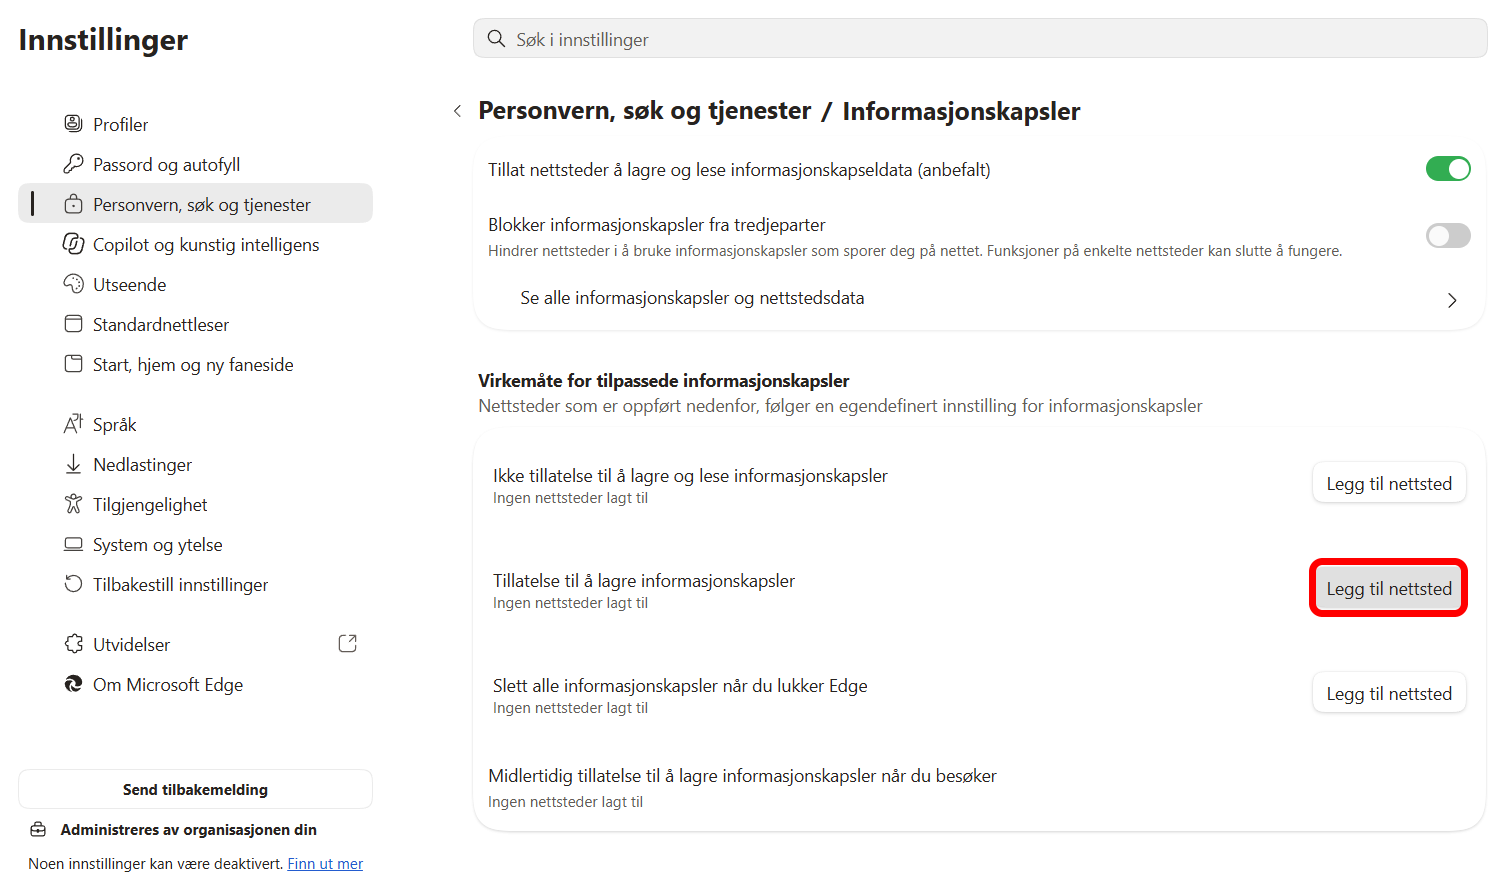 Innstillinger
Søk i innstillinger
Profiler
Passord og autofyll
Personvern, søk og tjenester
Copilot og kunstig intelligens
Utseende
Standardnettleser
Start, hjem og ny faneside
Språk
Nedlastinger
Tilgjengelighet
System og ytelse
Tilbakestill innstillinger
Utvidelser
Om Microsoft Edge
Send tilbakemelding
Administreres av organisasjonen din
Noen innstillinger kan være deaktivert. Finn ut mer
Personvern, søk og tjenester / Informasjonskapsler
Tillat nettsteder å lagre og lese informasjonskapseldata (anbefalt)
Blokker informasjonskapsler fra tredjeparter
Hindrer nettsteder i å bruke informasjonskapsler som sporer deg på nettet. Funksjoner på enkelte nettsteder kan slutte å fungere.
Se alle informasjonskapsler og nettstedsdata
Virkemåte for tilpassede informasjonskapsler
Nettsteder som er oppført nedenfor, følger en egendefinert innstilling for informasjonskapsler
Ikke tillatelse til å lagre og lese informasjonskapsler
Ingen nettsteder lagt til
Legg til nettsted
Tillatelse til å lagre informasjonskapsler
Ingen nettsteder lagt til
Legg til nettsted
Slett alle informasjonskapsler når du lukker Edge
Ingen nettsteder lagt til
Legg til nettsted
Midlertidig tillatelse til å lagre informasjonskapsler når du besøker
Ingen nettsteder lagt til